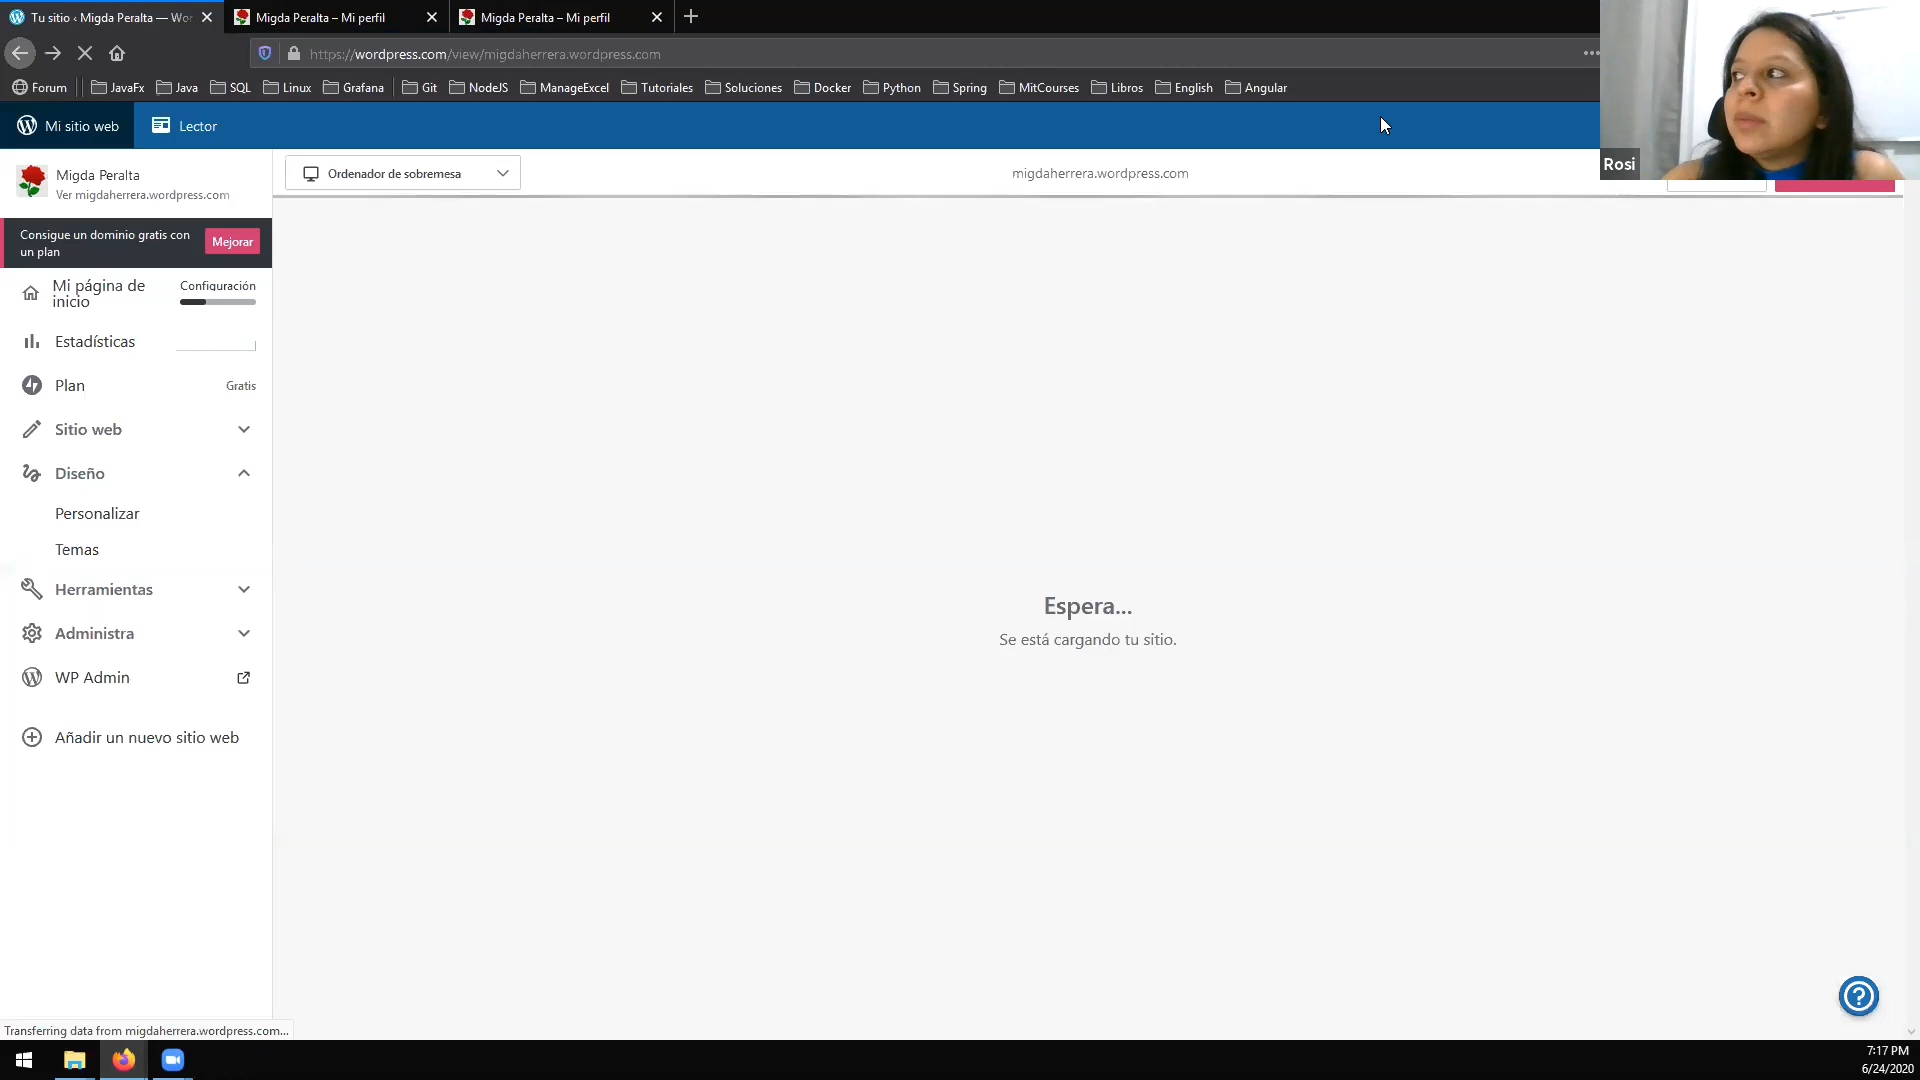 Tu sitio ‹ Migda Peralta — Wor
Migda Peralta – Mi perfil
Migda Peralta – Mi perfil
https://wordpress.com/view/migdaherrera.wordpress.com
Forum
JavaFx
Java
SQL
Linux
Grafana
Git
NodeJS
ManageExcel
Tutoriales
Soluciones
Docker
Python
Spring
MitCourses
Libros
English
Angular
Mi sitio web
Lector
Rosi
Migda Peralta
Ver migdaherrera.wordpress.com
Ordenador de sobremesa
migdaherrera.wordpress.com
Consigue un dominio gratis con
un plan
Mejorar
Mi página de
inicio
Configuración
Estadísticas
Plan
Gratis
Sitio web
Diseño
Personalizar
Temas
Herramientas
Administra
WP Admin
Añadir un nuevo sitio web
Espera...
Se está cargando tu sitio.
Transferring data from migdaherrera.wordpress.com...
7:17 PM
6/24/2020